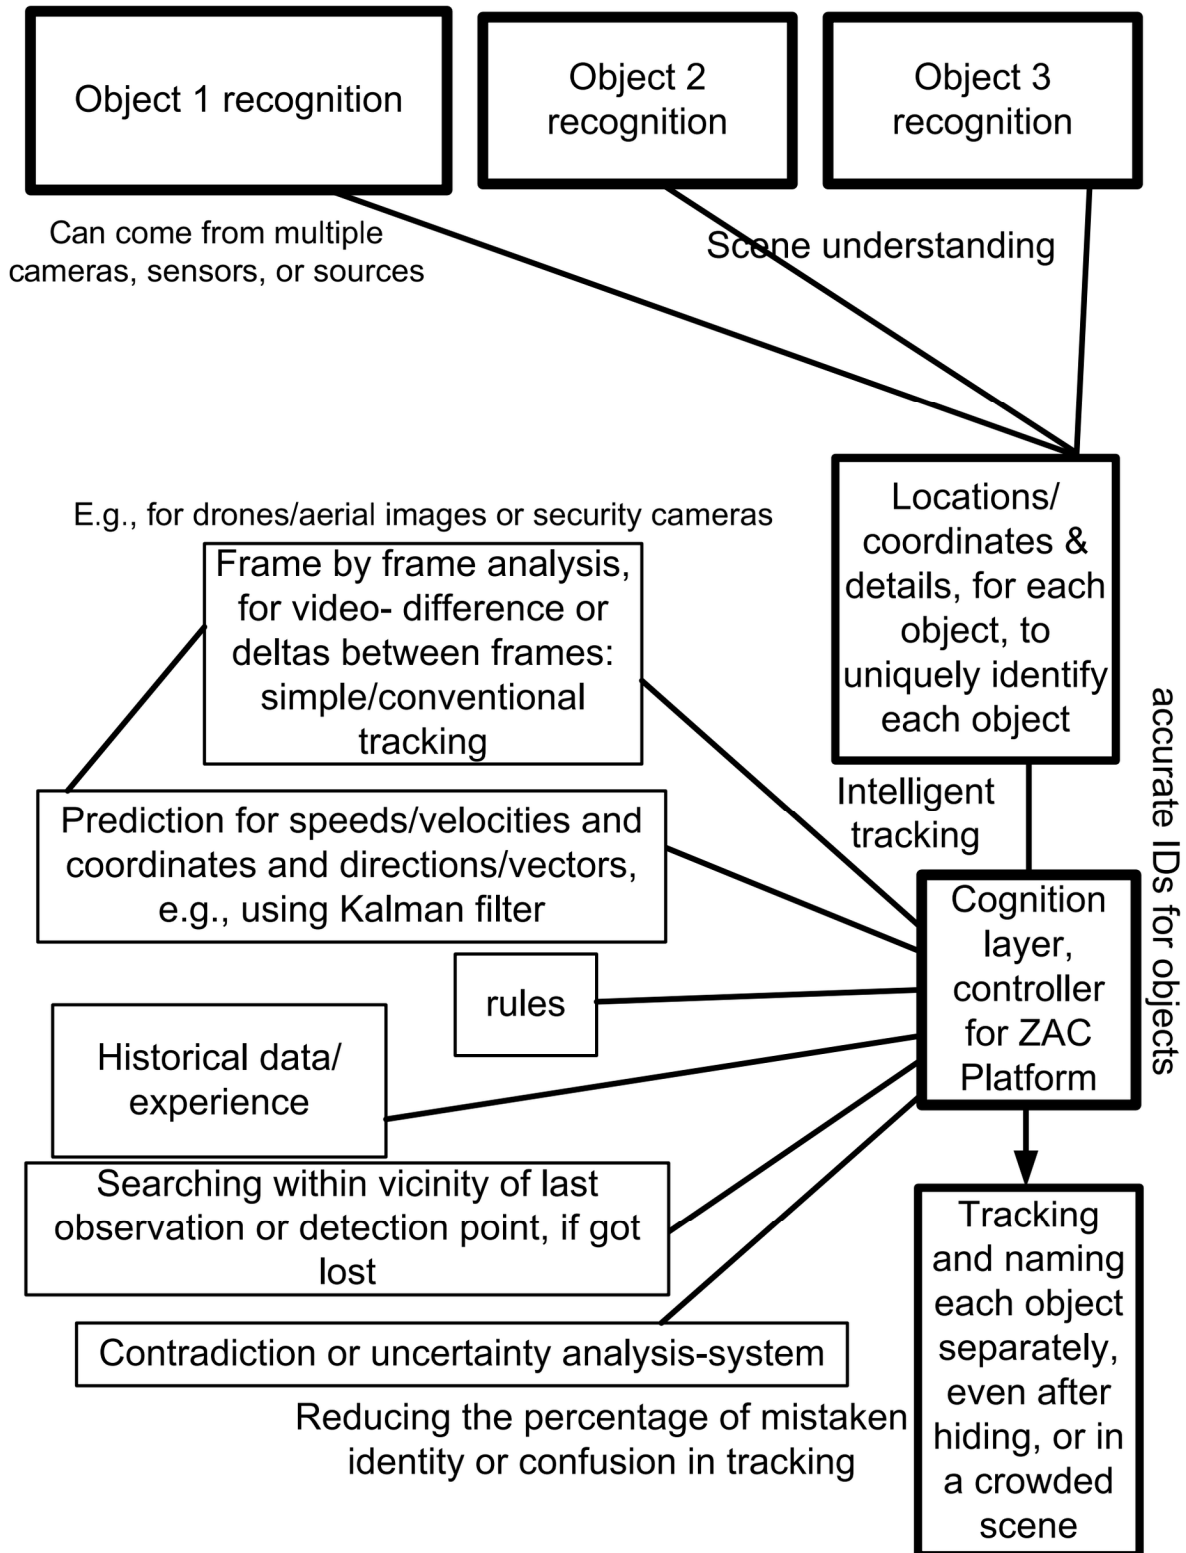 Object 1 recognition
Object 2
recognition
Object 3
recognition
Can come from multiple
cameras, sensors, or sources
Scene understanding
Locations/
coordinates &
details, for each
object, to
uniquely identify
each object
E.g., for drones/aerial images or security cameras
Frame by frame analysis,
for video- difference or
deltas between frames:
simple/conventional
tracking
Intelligent
tracking
accurate IDs for objects
Prediction for speeds/velocities and
coordinates and directions/vectors,
e.g., using Kalman filter
Cognition
layer,
controller
for ZAC
Platform
rules
Historical data/
experience
Searching within vicinity of last
observation or detection point, if got
lost
Contradiction or uncertainty analysis-system
Reducing the percentage of mistaken
identity or confusion in tracking
Tracking
and naming
each object
separately,
even after
hiding, or in
a crowded
scene